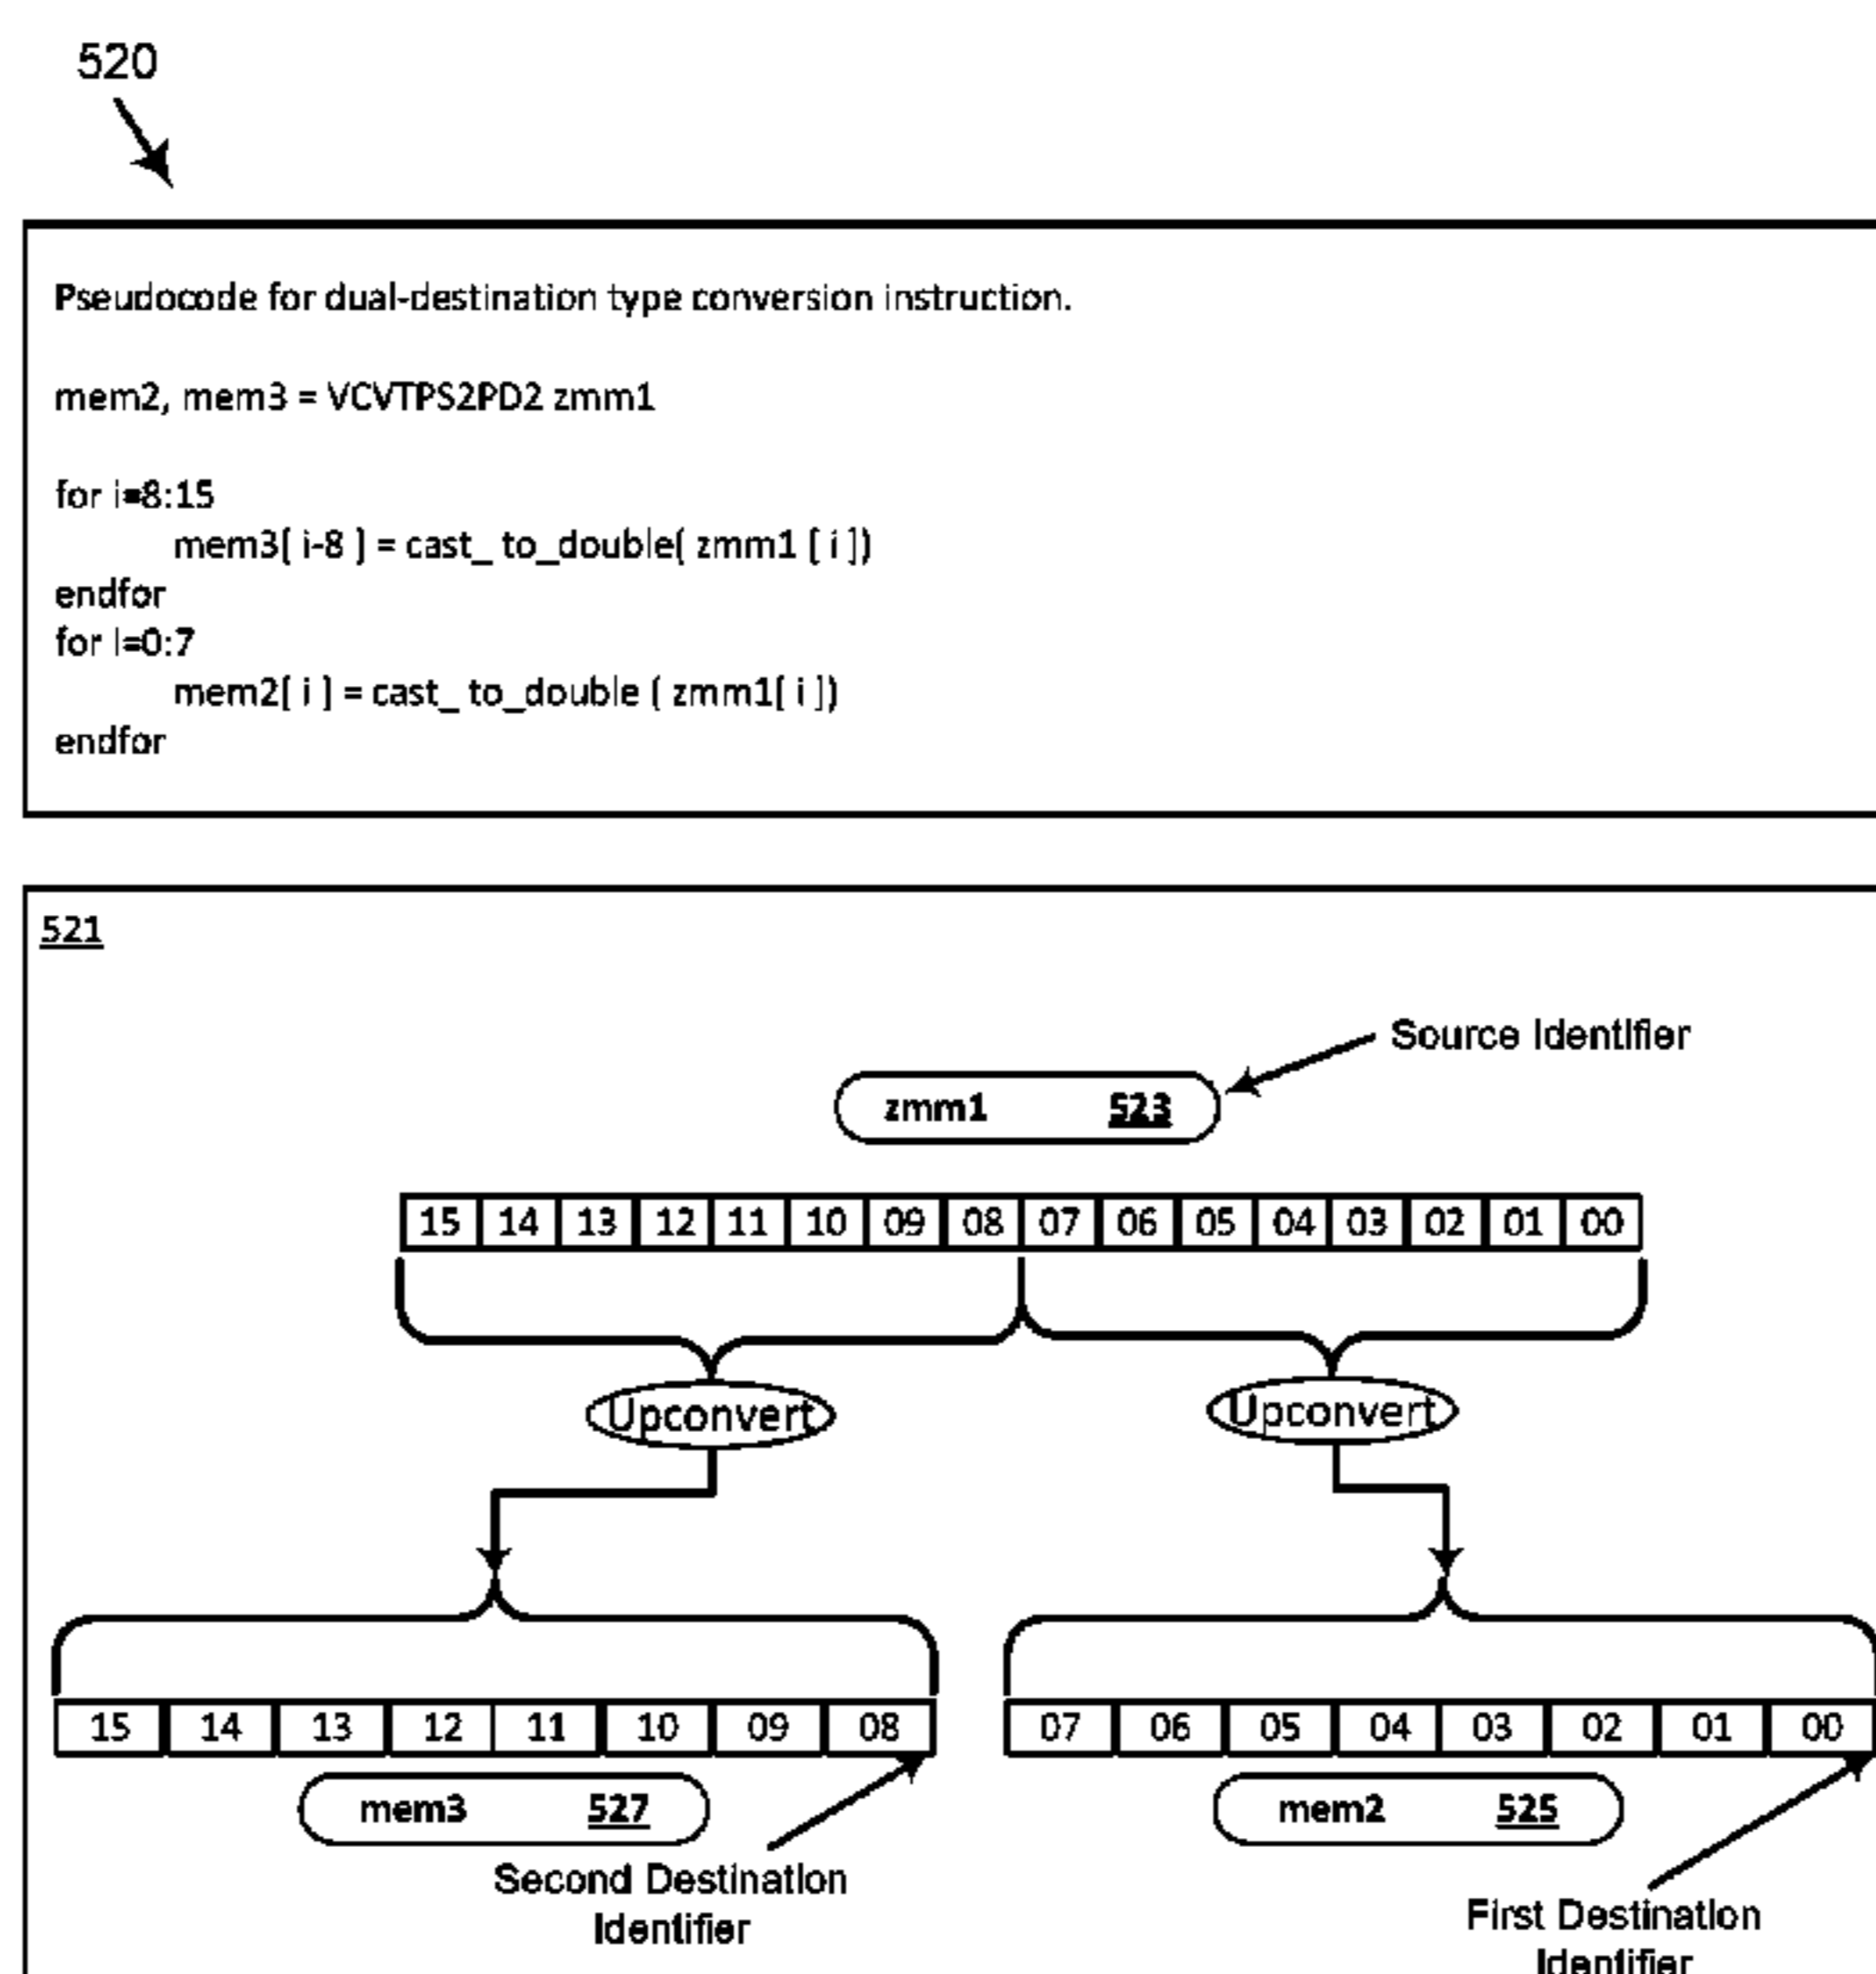 520
Pseudocode for dual-destination type conversion instruction.
mem2, mem3 = VCVTPS2PD2 zmm1
for i=8:15
mem3[ i-8 ] = cast_ to_double( zmm1 [ i ])
endfor
for I=0:7
mem2[ i ] = cast_ to_double ( zmm1[ i ])
endfor
521
Source Identifier
zmm1 523
15 14 13 12 11 10 09 08 07 06 05 04 03 02 01 00
Upconvert Upconvert
15 14 13 12 11 10 09 08 07 06 05 04 03 02 01 00
mem3 527 mem2 525
Second Destination
Identifier
First Destination
Identifier